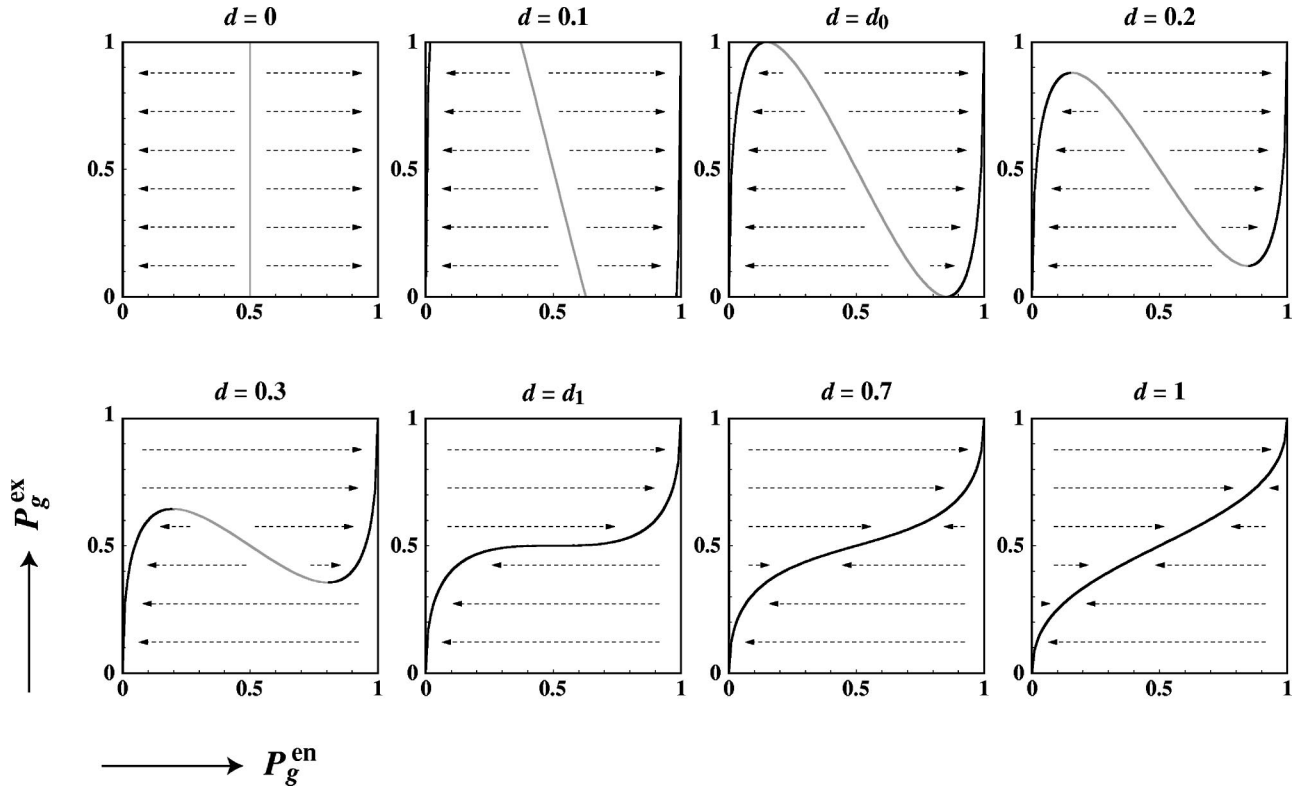 d = 0 d = 0.1 d = d0 d = 0.2
1 1 1 1
0.5 0.5 0.5 0.5
0 0 0 0
0 0.5 1 0 0.5 1 0 0.5 1 0 0.5 1
d = 0.3 d = d1 d = 0.7 d = 1
1 1 1 1
0.5 0.5 0.5 0.5
0 0 0 0
0 0.5 1 0 0.5 1 0 0.5 1 0 0.5 1
P_g^ex
P_g^en